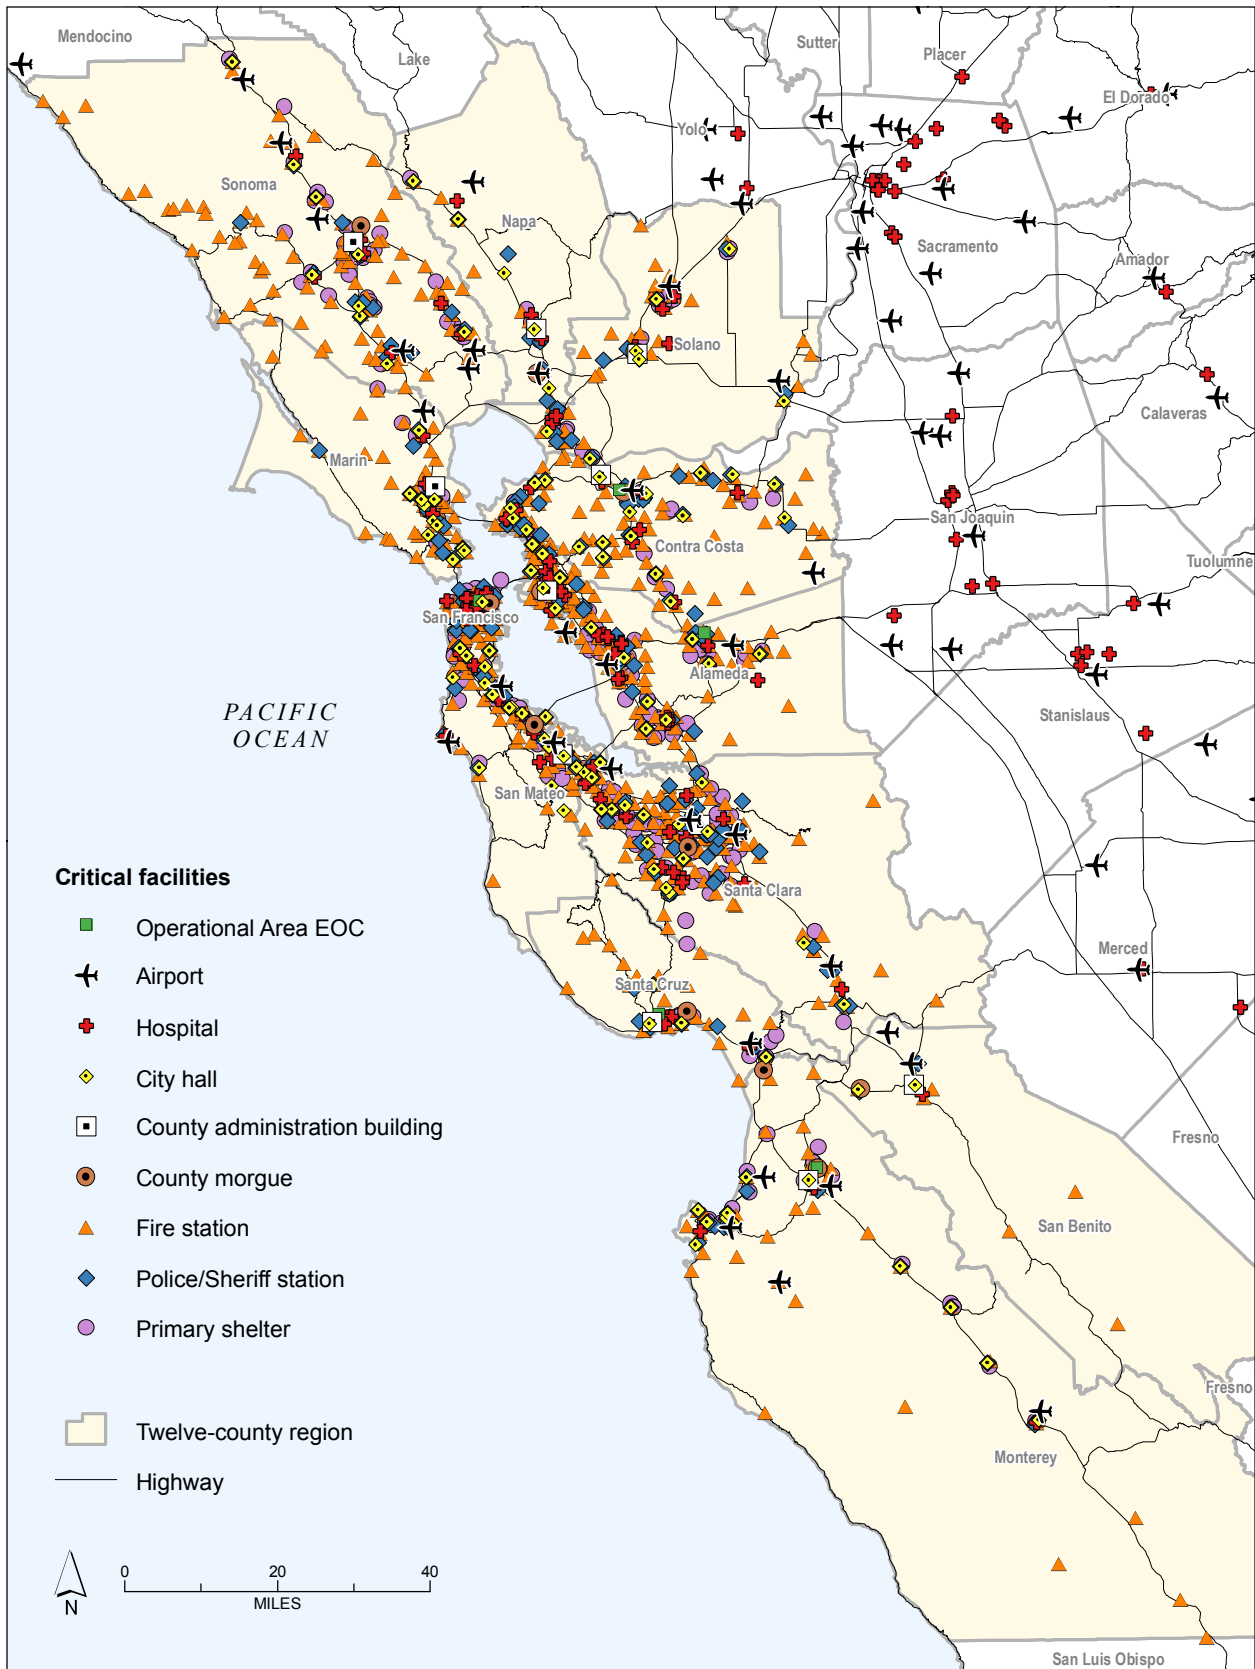 Mendocino
Lake
Sutter
Placer
El Dorado
Yolo
Sonoma
Napa
Sacramento
Amador
Solano
Calaveras
Marin
San Joaquin
Contra Costa
Tuolumne
San Francisco
Alameda
PACIFIC
OCEAN
Stanislaus
San Mateo
Santa Clara
Merced
Santa Cruz
Fresno
San Benito
Fresno
Monterey
San Luis Obispo
Critical facilities
Operational Area EOC
Airport
Hospital
City hall
County administration building
County morgue
Fire station
Police/Sheriff station
Primary shelter
Twelve-county region
Highway
N
0 20 40
MILES